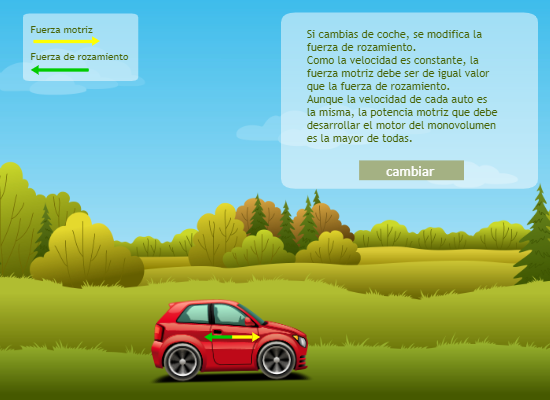 Fuerza motriz
Fuerza de rozamiento
Si cambias de coche, se modifica la
fuerza de rozamiento.
Como la velocidad es constante, la
fuerza motriz debe ser de igual valor
que la fuerza de rozamiento.
Aunque la velocidad de cada auto es
la misma, la potencia motriz que debe
desarrollar el motor del monovolumen
es la mayor de todas.
cambiar